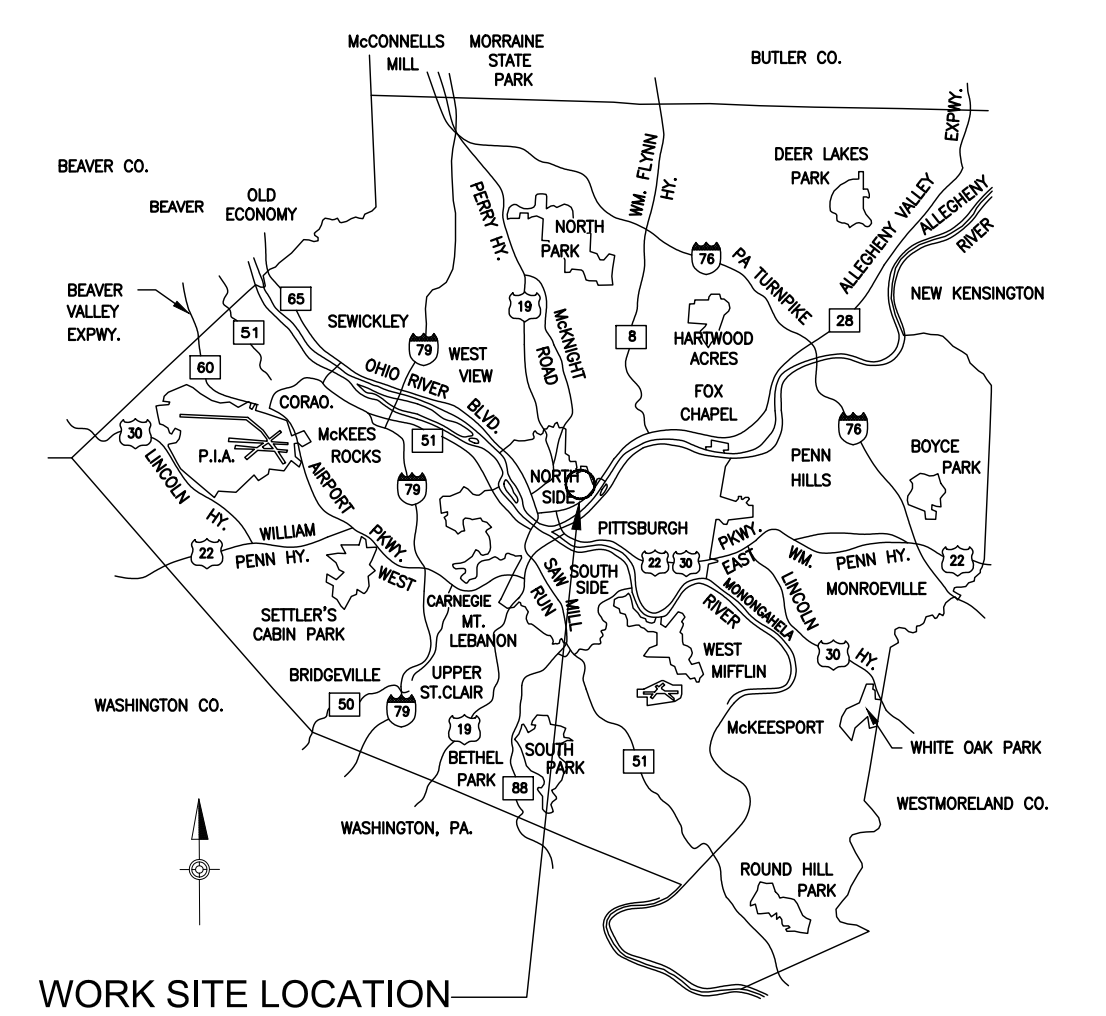 McCONNELLS
MILL
MORRAINE
STATE
PARK
BUTLER CO.
EXPWY.
BEAVER CO.
DEER LAKES
PARK
WM. FLYNN
HY.
ALLEGHENY VALLEY
ALLEGHENY
RIVER
BEAVER
OLD
ECONOMY
PERRY HY.
NORTH
PARK
76
PA TURNPIKE
BEAVER
VALLEY
EXPWY.
65
51
SEWICKLEY
79
19
McKNIGHT
ROAD
8
HARTWOOD
ACRES
28
NEW KENSINGTON
WEST
VIEW
60
OHIO RIVER
BLVD.
FOX
CHAPEL
CORAO.
30
P.I.A.
McKEES
ROCKS
51
76
PENN
HILLS
BOYCE
PARK
LINCOLN
HY.
AIRPORT
PKWY.
WEST
79
NORTH
SIDE
PITTSBURGH
22
WILLIAM
PENN HY.
22
30
PKWY.
EAST
WM.
PENN HY.
22
SAW MILL
RUN
SOUTH
SIDE
MONONGAHELA
RIVER
LINCOLN
HY.
MONROEVILLE
SETTLER'S
CABIN PARK
CARNEGIE
MT.
LEBANON
WEST
MIFFLIN
30
BRIDGEVILLE
UPPER
ST.CLAIR
WASHINGTON CO.
50
79
19
McKEESPORT
WHITE OAK PARK
BETHEL
PARK
SOUTH
PARK
51
88
WESTMORELAND CO.
WASHINGTON, PA.
ROUND HILL
PARK
WORK SITE LOCATION